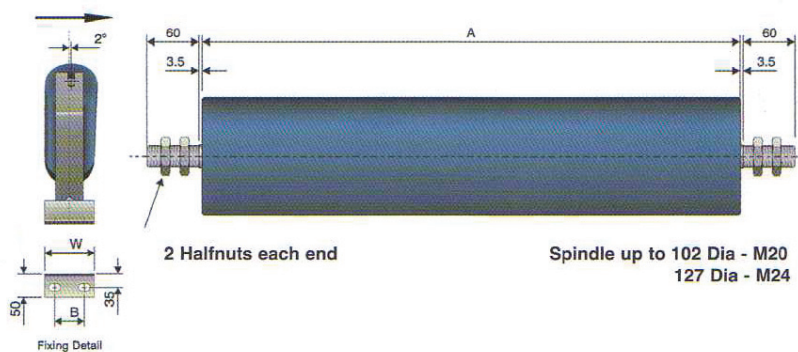 60
A
60
2°
3.5
3.5
2 Halfnuts each end
Spindle up to 102 Dia - M20
127 Dia - M24
W
50
B
35
Fixing Detail